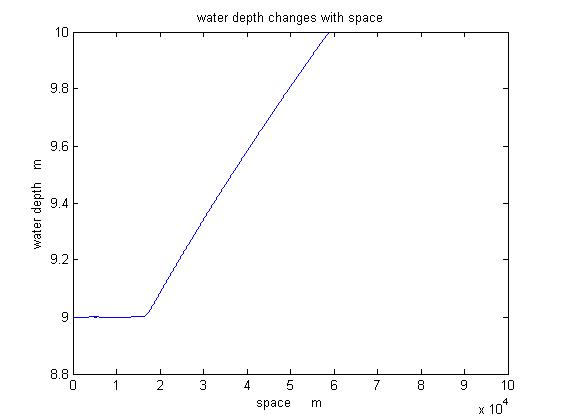 water depth changes with space
10
9.8
9.6
9.4
9.2
9
8.8
water depth m
0 1 2 3 4 5 6 7 8 9 10
space m
x 10^4